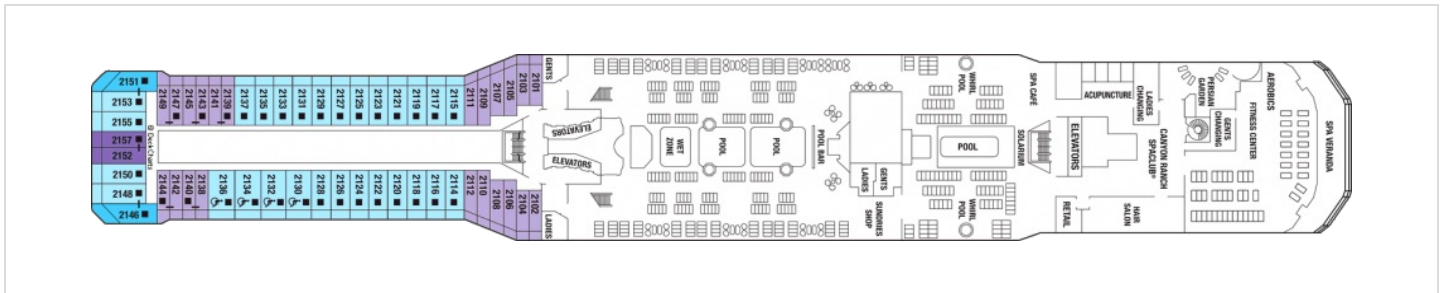 2151
2153
2155
2157
2152
2150
2148
2146
@ DeckCharts
2149
2147
2145
2143
2141
2139
2137
2135
2133
2131
2129
2127
2125
2123
2121
2119
2117
2115
2111
2109
2107
2105
2103
2101
2144
2142
2140
2138
2136
2134
2132
2130
2128
2126
2124
2122
2120
2118
2116
2114
2112
2110
2108
2106
2104
2102
GENTS
LADIES
ELEVATORS
ELEVATORS
WET
ZONE
POOL
POOL
POOL BAR
LADIES
GENTS
SUNDRIES
SHOP
WHIRL
POOL
POOL
WHIRL
POOL
SPA CAFÉ
SOLARIUM
ELEVATORS
ACUPUNCTURE
LADIES
CHANGING
RETAIL
HAIR
SALON
CANYON RANCH
SPACLUB®
PERSIAN
GARDEN
GENTS
CHANGING
FITNESS CENTER
AEROBICS
SPA VERANDA